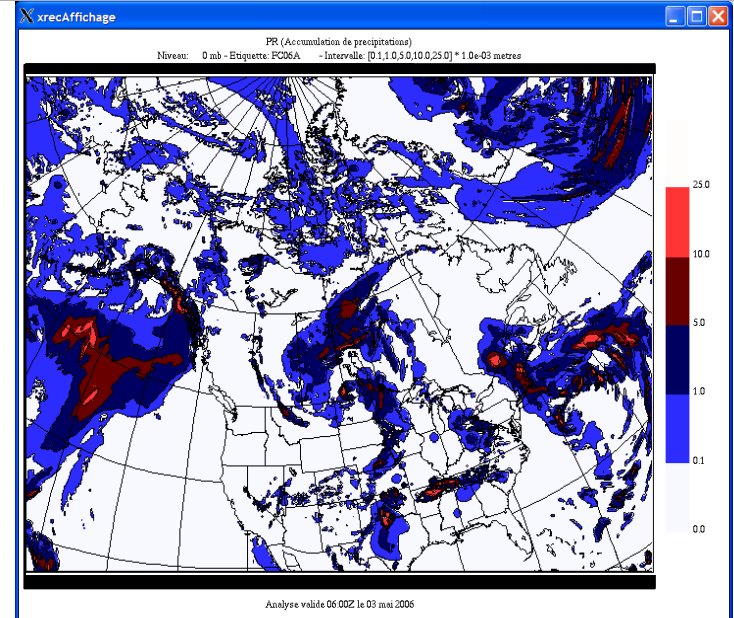 xrecAffichage
PR (Accumulation de precipitations)
Niveau: 0 mb - Etiquette: FC06A - Intervalle: [0.1,1.0,5.0,10.0,25.0] * 1.0e-03 metres
25.0
10.0
5.0
1.0
0.1
0.0
Analyse valide 06:00Z le 03 mai 2006